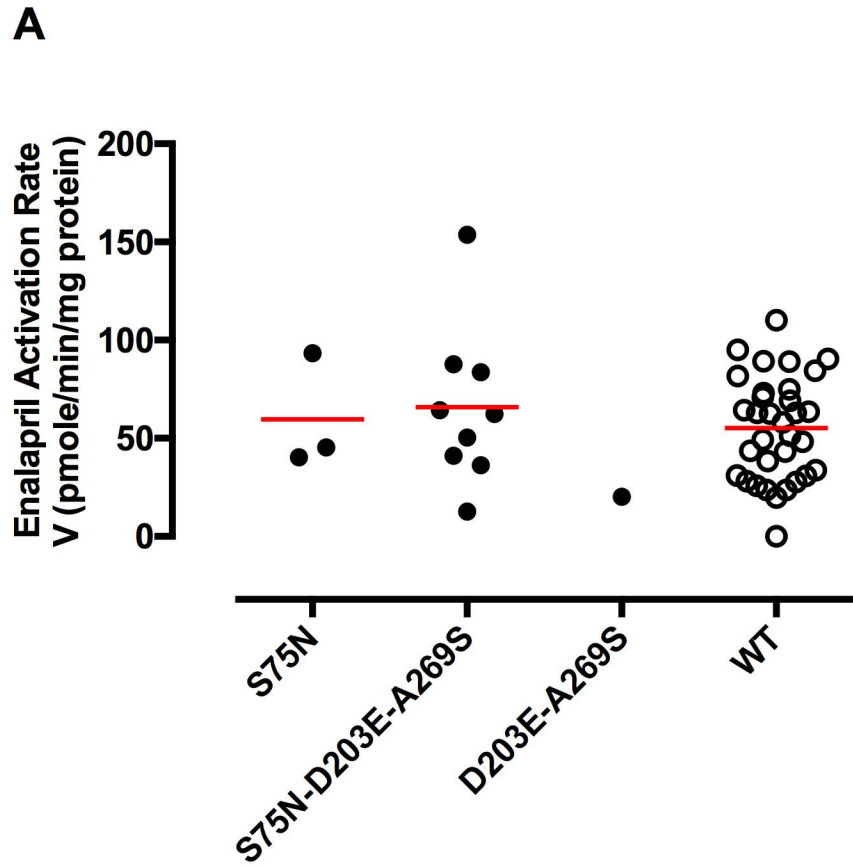 A
Enalapril Activation Rate
V (pmole/min/mg protein)
200
150
100
50
0
S75N
S75N-D203E-A269S
D203E-A269S
WT